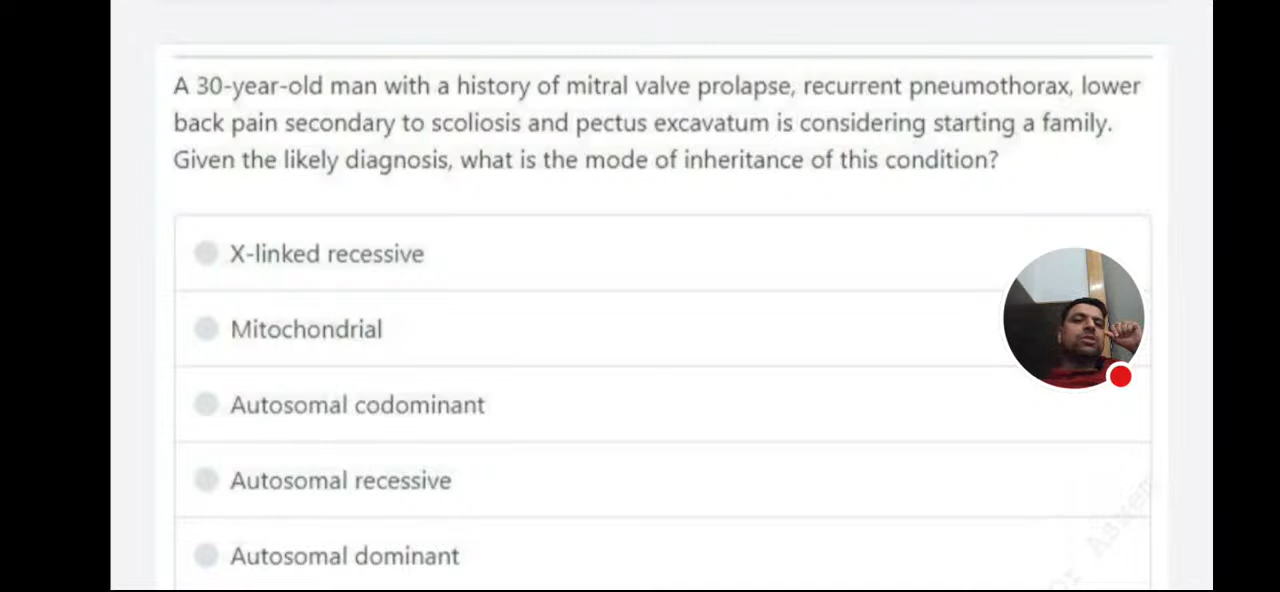 A 30-year-old man with a history of mitral valve prolapse, recurrent pneumothorax, lower
back pain secondary to scoliosis and pectus excavatum is considering starting a family.
Given the likely diagnosis, what is the mode of inheritance of this condition?
X-linked recessive
Mitochondrial
Autosomal codominant
Autosomal recessive
Autosomal dominant